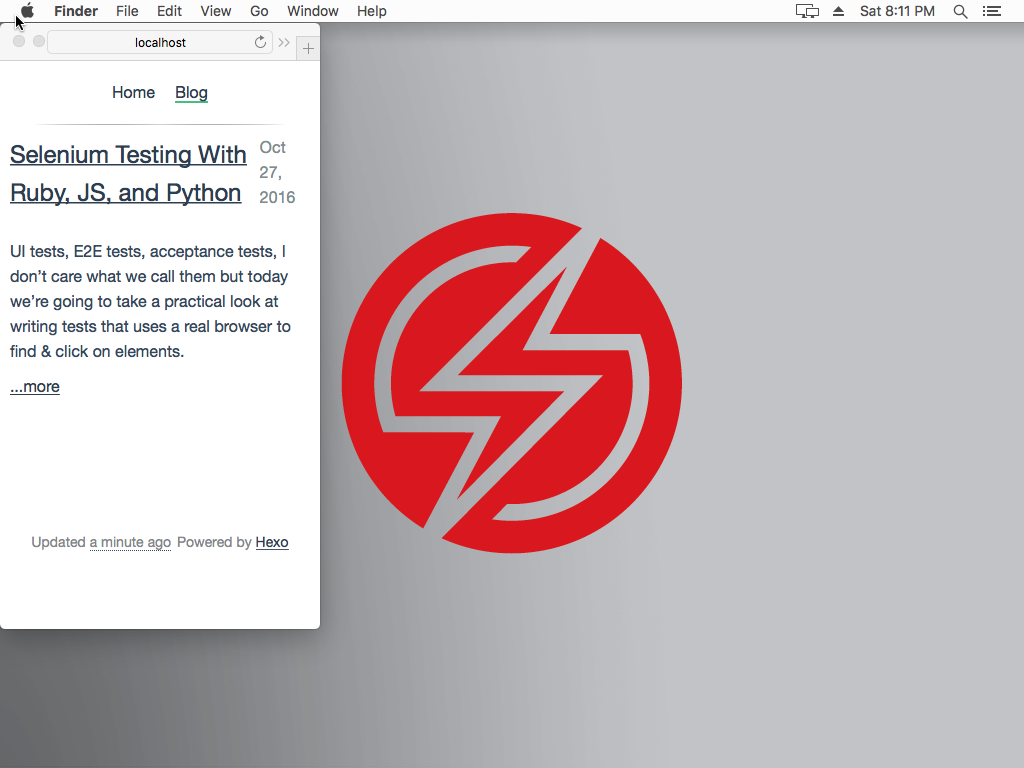 Finder File Edit View Go Window Help Sat 8:11 PM
localhost
Home Blog
Selenium Testing With
Ruby, JS, and Python
Oct
27,
2016
UI tests, E2E tests, acceptance tests, I
don’t care what we call them but today
we’re going to take a practical look at
writing tests that uses a real browser to
find & click on elements.
...more
Updated a minute ago Powered by Hexo